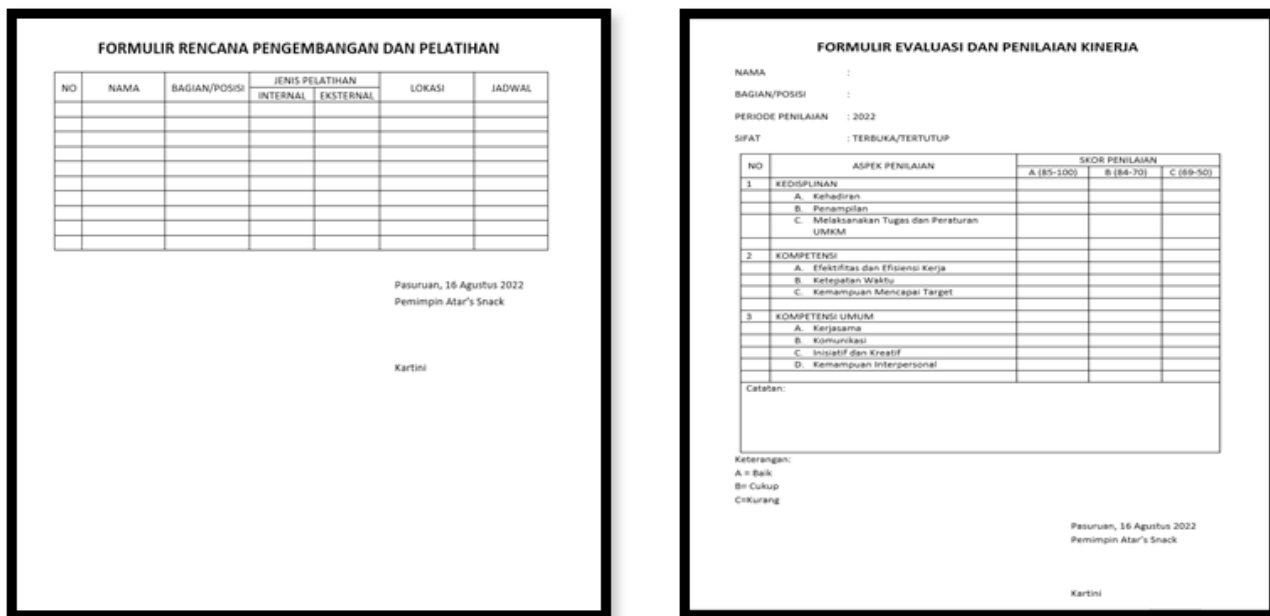 FORMULIR RENCANA PENGEMBANGAN DAN PELATIHAN
NO NAMA BAGIAN/POSISI JENIS PELATIHAN LOKASI JADWAL
INTERNAL EKSTERNAL
Pasuruan, 16 Agustus 2022
Pemimpin Atar's Snack
Kartini
FORMULIR EVALUASI DAN PENILAIAN KINERJA
NAMA :
BAGIAN/POSISI :
PERIODE PENILAIAN : 2022
SIFAT : TERBUKA/TERTUTUP
NO ASPEK PENILAIAN SKOR PENILAIAN
A (85-100) B (84-70) C (69-50)
1 KEDISPLINAN
A. Kehadiran
B. Penampilan
C. Melaksanakan Tugas dan Peraturan
UMKM
2 KOMPETENSI
A. Efektifitas dan Efisiensi Kerja
B. Ketepatan Waktu
C. Kemampuan Mencapai Target
3 KOMPETENSI UMUM
A. Kerjasama
B. Komunikasi
C. Inisiatif dan Kreatif
D. Kemampuan Interpersonal
Catatan:
Keterangan:
A = Baik
B= Cukup
C=Kurang
Pasuruan, 16 Agustus 2022
Pemimpin Atar's Snack
Kartini